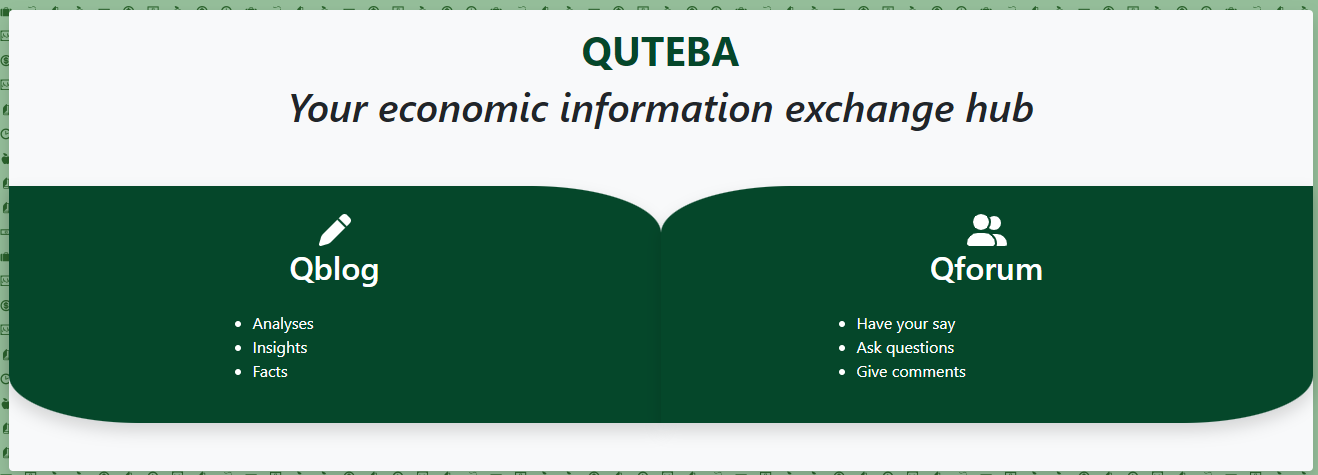 QUTEBA
Your economic information exchange hub
Qblog
Analyses
Insights
Facts
Qforum
Have your say
Ask questions
Give comments